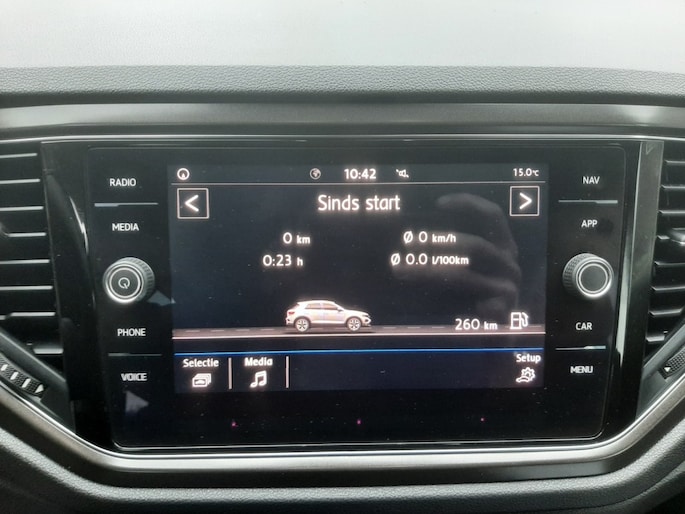 RADIO
MEDIA
PHONE
VOICE
10:42 15.0°C
< Sinds start >
0 km Ø 0 km/h
0:23 h Ø 0.0 l/100km
260 km
Selectie Media Setup
NAV
APP
CAR
MENU